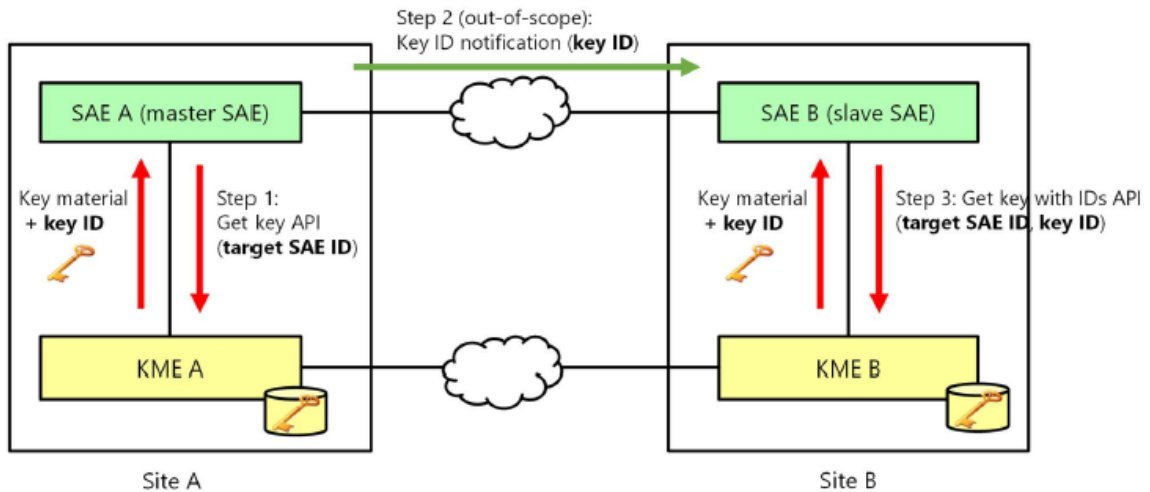 Step 2 (out-of-scope):
Key ID notification (key ID)
SAE A (master SAE)
SAE B (slave SAE)
Key material
+ key ID
Step 1:
Get key API
(target SAE ID)
Key material
+ key ID
Step 3: Get key with IDs API
(target SAE ID, key ID)
KME A
KME B
Site A
Site B